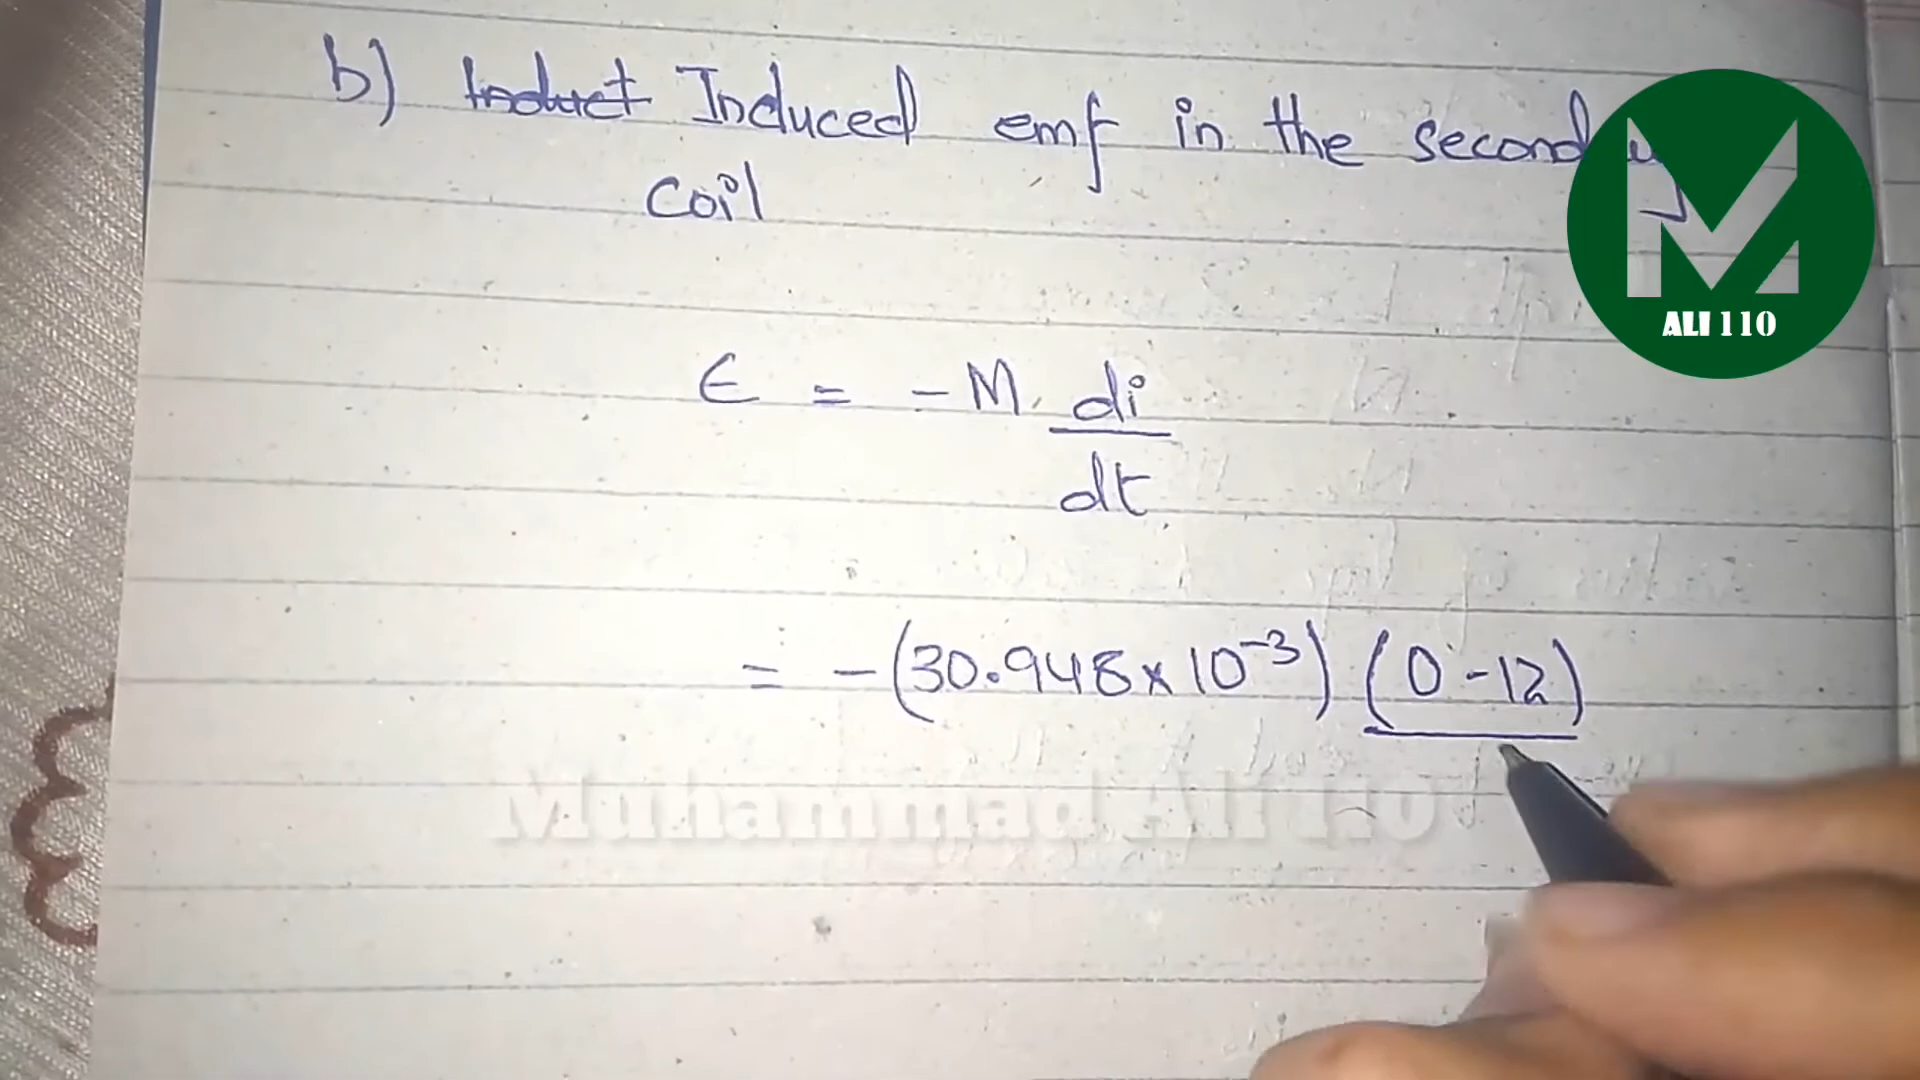 b) Induct Induced emf in the secondary
coil
ALI 110
ε = -M di
dt
= -(30.948×10⁻³) (0-12)
Muhammad Ali 110